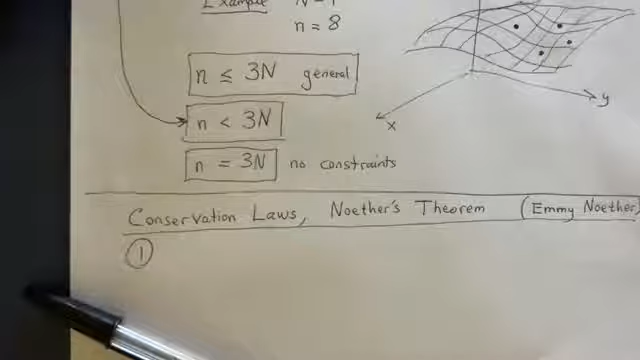 Example
n = 8
n ≤ 3N general
n < 3N
n = 3N no constraints
x
y
Conservation Laws, Noether's Theorem (Emmy Noether)
①